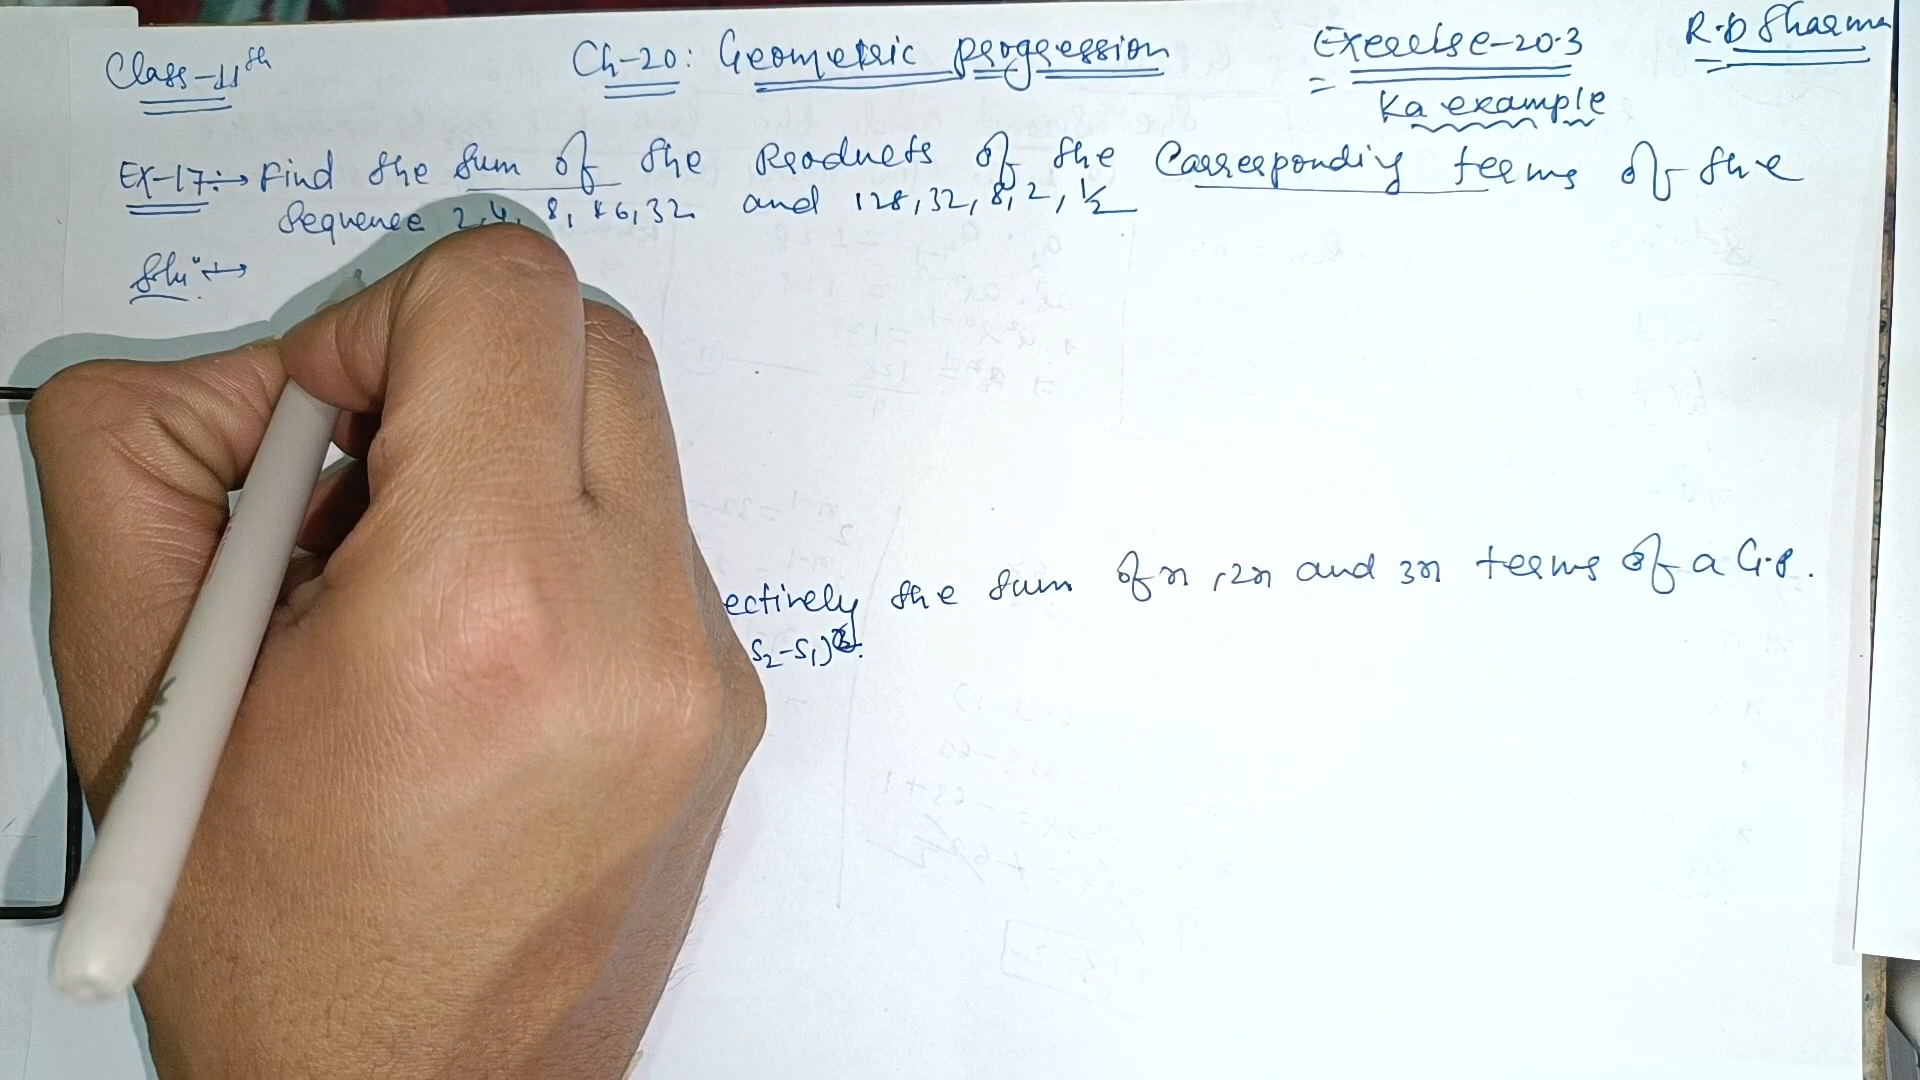 Class-11th Ch-20: Geometric progression Exercise-20.3 R.D Sharma
Ka example
Ex-17:→ Find the sum of the Products of the Corresponding terms of the
Sequence 2, 4, 8, 16, 32 and 128, 32, 8, 2, 1/2
Solu:→
ectively the sum of n, 2n and 3n terms of a G.P.
S2-S1)